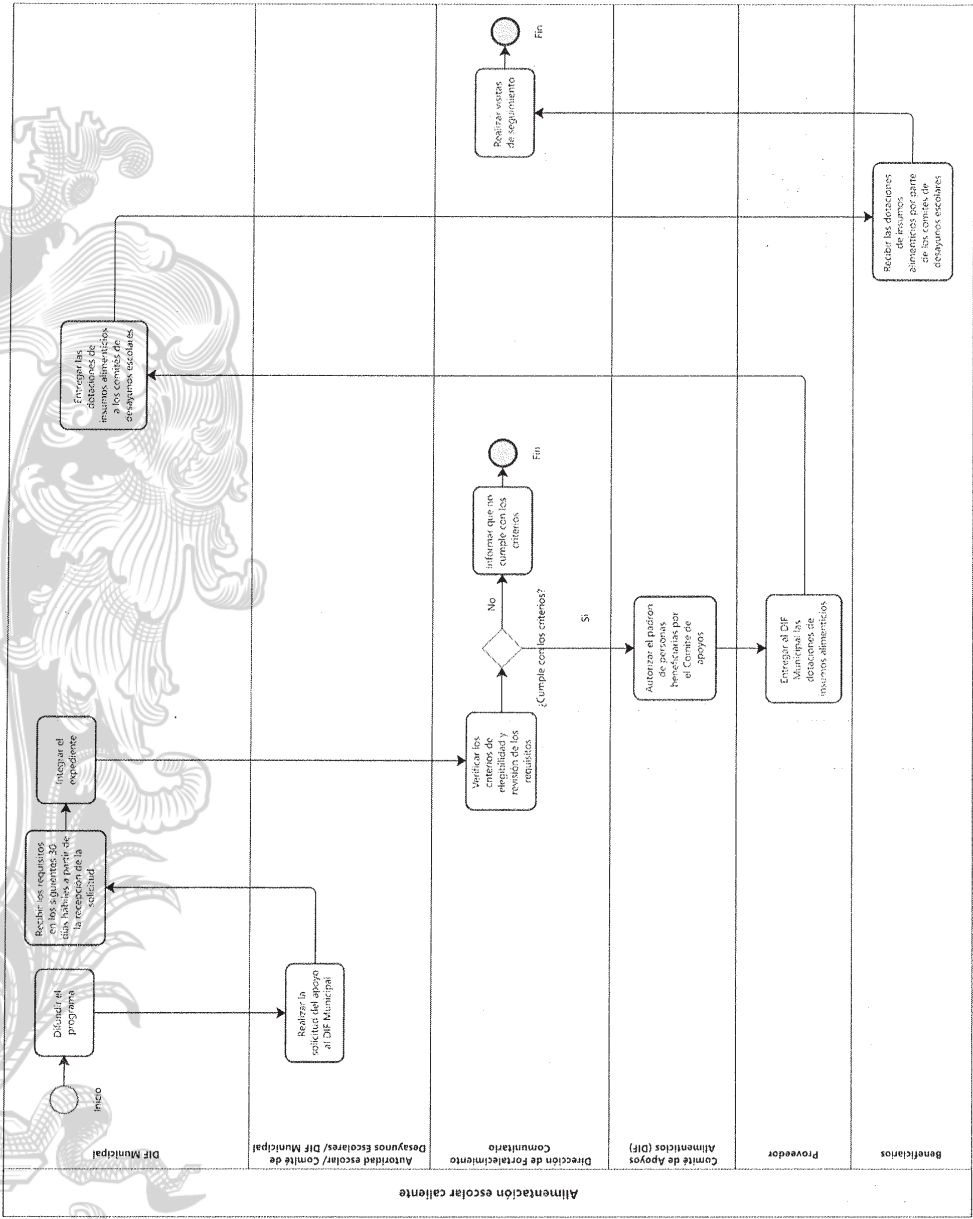 Alimentación escolar caliente
DIF Municipal
Inicio
Difundir el
programa
Recibir los requisitos
en los siguientes 30
días hábiles a partir de
la recepción de la
solicitud
Integrar el
expediente
Entregar las
dotaciones de
insumos alimenticios
a los comités de
desayunos escolares
Autoridad escolar/ Comité de
Desayunos Escolares/ DIF Municipal
Realizar la
solicitud del apoyo
al DIF Municipal
Dirección de Fortalecimiento
Comunitario
Verificar los
criterios de
elegibilidad y
revisión de los
requisitos
¿Cumple con los criterios?
No
Si
Informar que no
cumple con los
criterios
Fin
Realizar visitas
de seguimiento
Fin
Comité de Apoyos
Alimenticios (DIF)
Autorizar el padron
de personas
beneficiarias por
el Comite de
apoyos
Proveedor
Entregar al DIF
Municipal las
dotaciones de
insumos alimenticios
Beneficiarios
Recibir las dotaciones
de insumos
alimenticios por parte
de los comités de
desayunos escolares